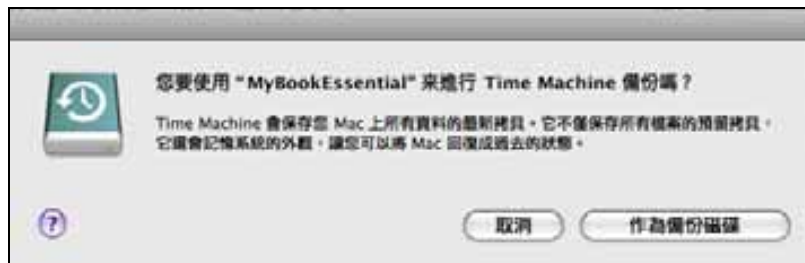 您要使用 "MyBookEssential" 來進行 Time Machine 備份嗎？
Time Machine 會保存您 Mac 上所有資料的最新拷貝。它不僅保存所有檔案的預留拷貝，
它還會記憶系統的外觀，讓您可以將 Mac 回復成過去的狀態。
?
取消
作為備份磁碟